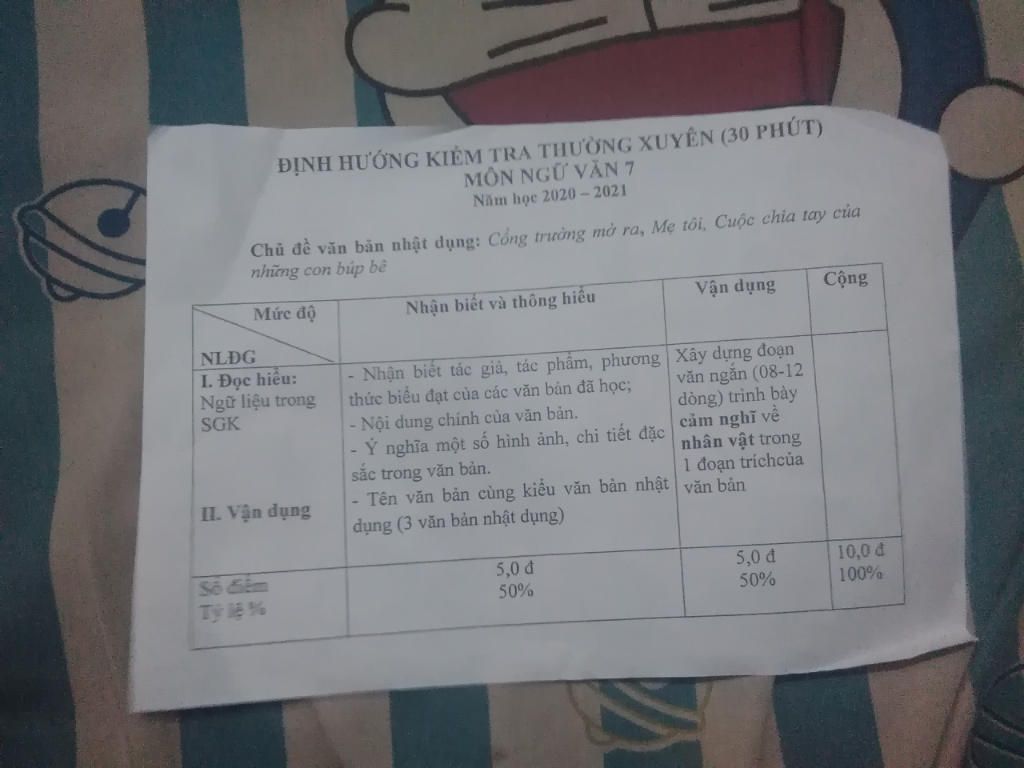 ĐỊNH HƯỚNG KIỂM TRA THƯỜNG XUYÊN (30 PHÚT)
MÔN NGỮ VĂN 7
Năm học 2020 – 2021
Chủ đề văn bản nhật dụng: Cổng trường mở ra, Mẹ tôi, Cuộc chia tay của
những con búp bê
Mức độ
NLĐG
Nhận biết và thông hiểu
Vận dụng
Cộng
I. Đọc hiểu:
Ngữ liệu trong
SGK
II. Vận dụng
- Nhận biết tác giả, tác phẩm, phương
thức biểu đạt của các văn bản đã học;
- Nội dung chính của văn bản.
- Ý nghĩa một số hình ảnh, chi tiết đặc
sắc trong văn bản.
- Tên văn bản cùng kiểu văn bản nhật
dụng (3 văn bản nhật dụng)
Xây dựng đoạn
văn ngắn (08-12
dòng) trình bày
cảm nghĩ về
nhân vật trong
1 đoạn tríchcủa
văn bản
Số điểm
Tỷ lệ %
5,0 đ
50%
5,0 đ
50%
10,0 đ
100%